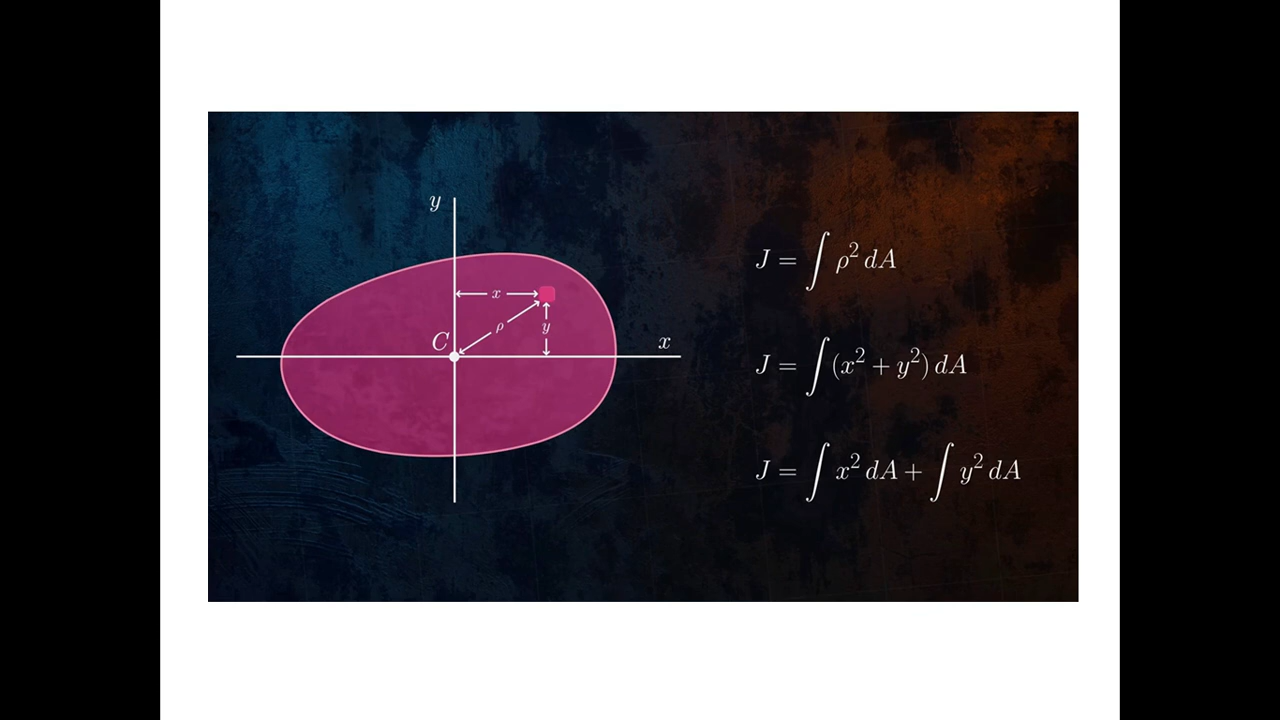 y
x
ρ
y
C
x
J = ∫ ρ² dA
J = ∫ (x² + y²) dA
J = ∫ x² dA + ∫ y² dA